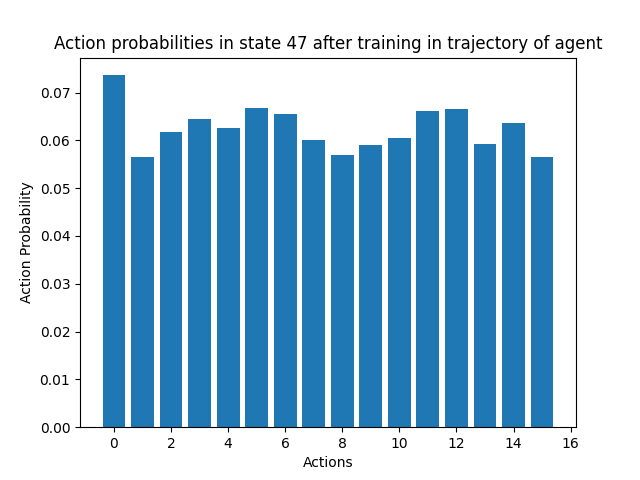 Action probabilities in state 47 after training in trajectory of agent
0.07
0.06
0.05
0.04
0.03
0.02
0.01
0.00
Action Probability
0 2 4 6 8 10 12 14 16
Actions